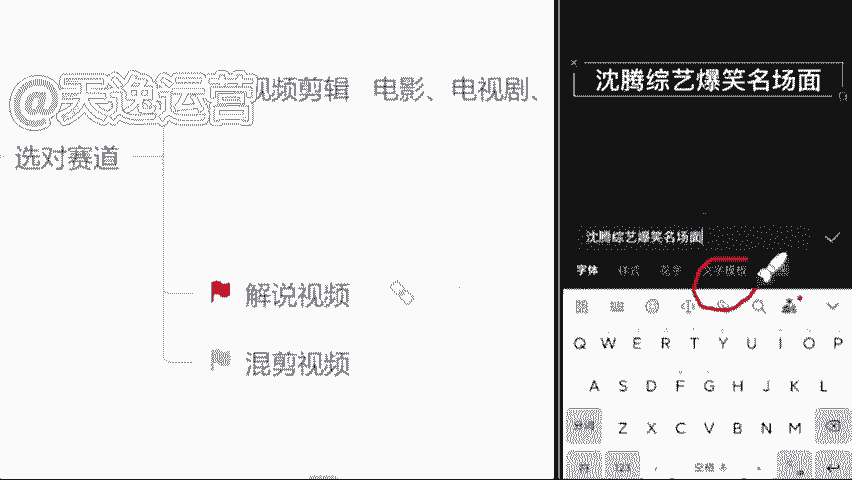 @天逸运营
视频剪辑 电影、电视剧、
选对赛道
解说视频
混剪视频
沈腾综艺爆笑名场面
沈腾综艺爆笑名场面
字体 样式 花字 文字模板
Q W E R T Y U I O P
A S D F G H J K L
分词 Z X C V B N M
符 123 空格